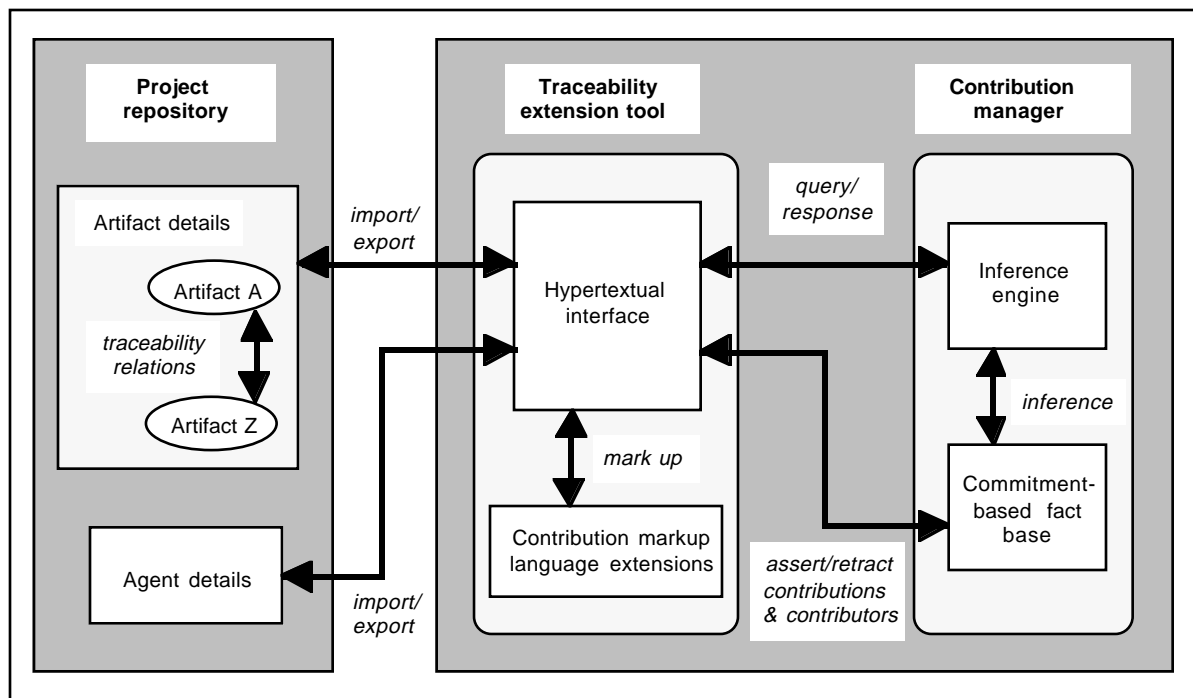 Project
repository
Artifact details
Artifact A
traceability
relations
Artifact Z
Agent details
import/
export
import/
export
Traceability
extension tool
Hypertextual
interface
mark up
Contribution markup
language extensions
query/
response
assert/retract
contributions
& contributors
Contribution
manager
Inference
engine
inference
Commitment-
based fact
base